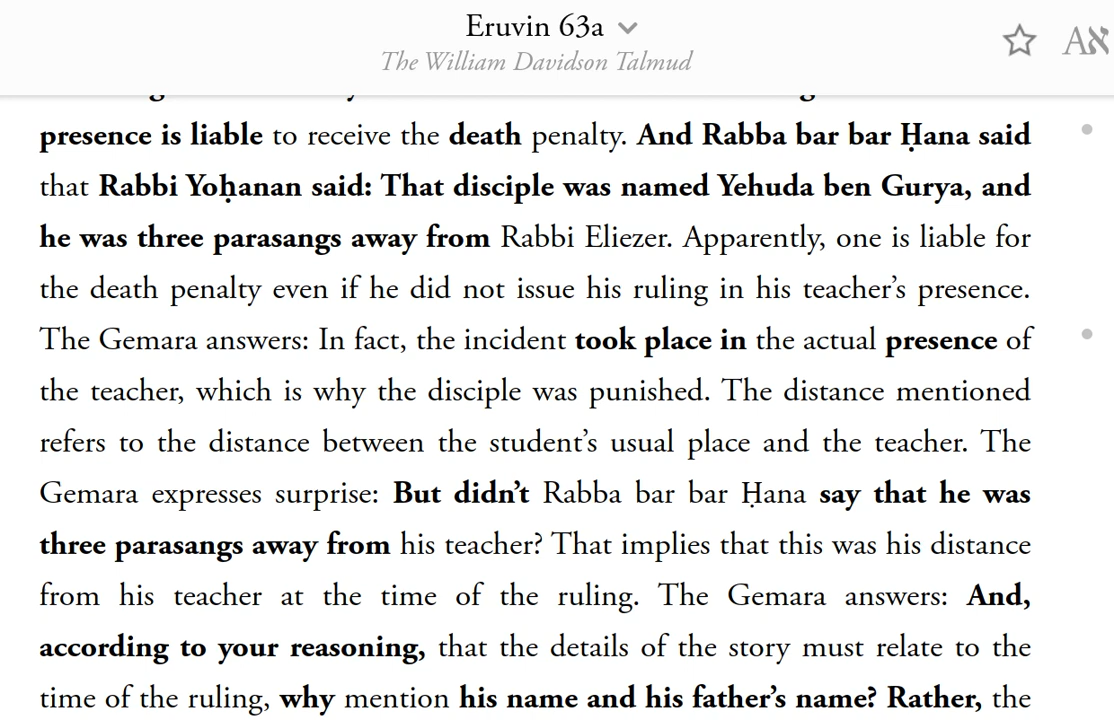 Eruvin 63a
The William Davidson Talmud
Aא
presence is liable to receive the death penalty. And Rabba bar bar Ḥana said
that Rabbi Yoḥanan said: That disciple was named Yehuda ben Gurya, and
he was three parasangs away from Rabbi Eliezer. Apparently, one is liable for
the death penalty even if he did not issue his ruling in his teacher’s presence.
The Gemara answers: In fact, the incident took place in the actual presence of
the teacher, which is why the disciple was punished. The distance mentioned
refers to the distance between the student’s usual place and the teacher. The
Gemara expresses surprise: But didn’t Rabba bar bar Ḥana say that he was
three parasangs away from his teacher? That implies that this was his distance
from his teacher at the time of the ruling. The Gemara answers: And,
according to your reasoning, that the details of the story must relate to the
time of the ruling, why mention his name and his father’s name? Rather, the